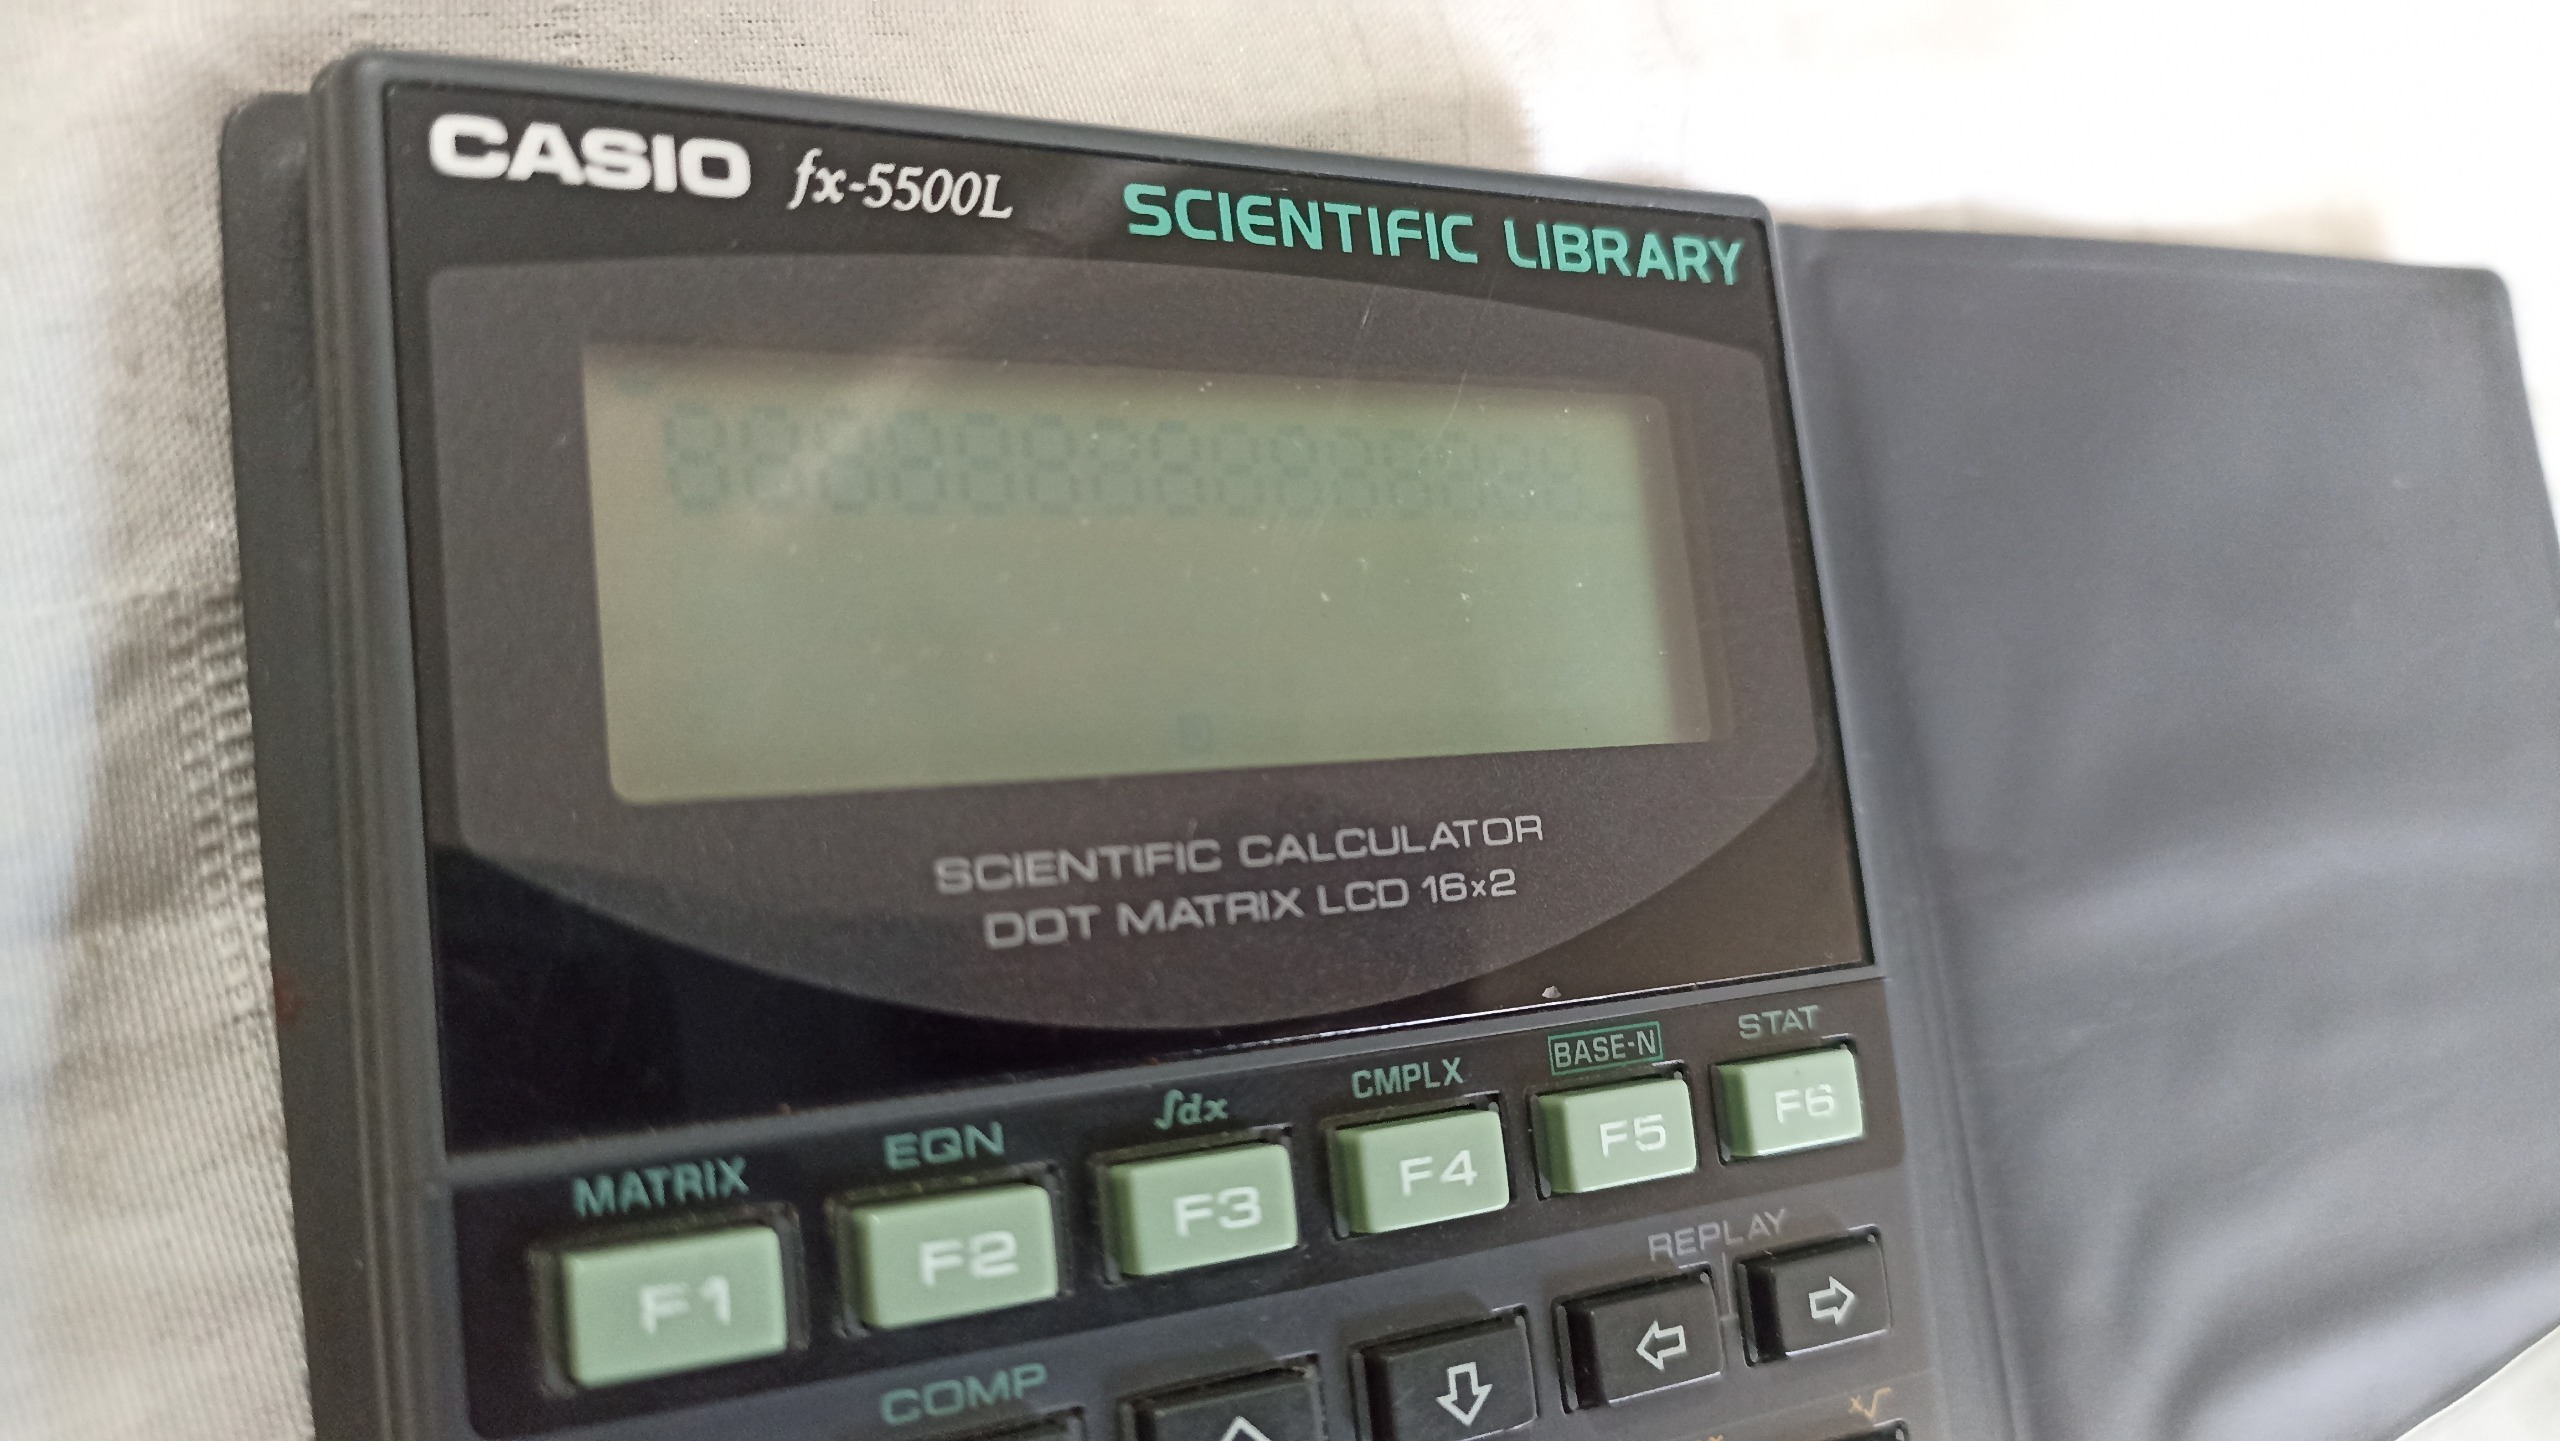 CASIO fx-5500L SCIENTIFIC LIBRARY
SCIENTIFIC CALCULATOR
DOT MATRIX LCD 16×2
MATRIX EQN ∫dx CMPLX BASE-N STAT
F1 F2 F3 F4 F5 F6
REPLAY
COMP